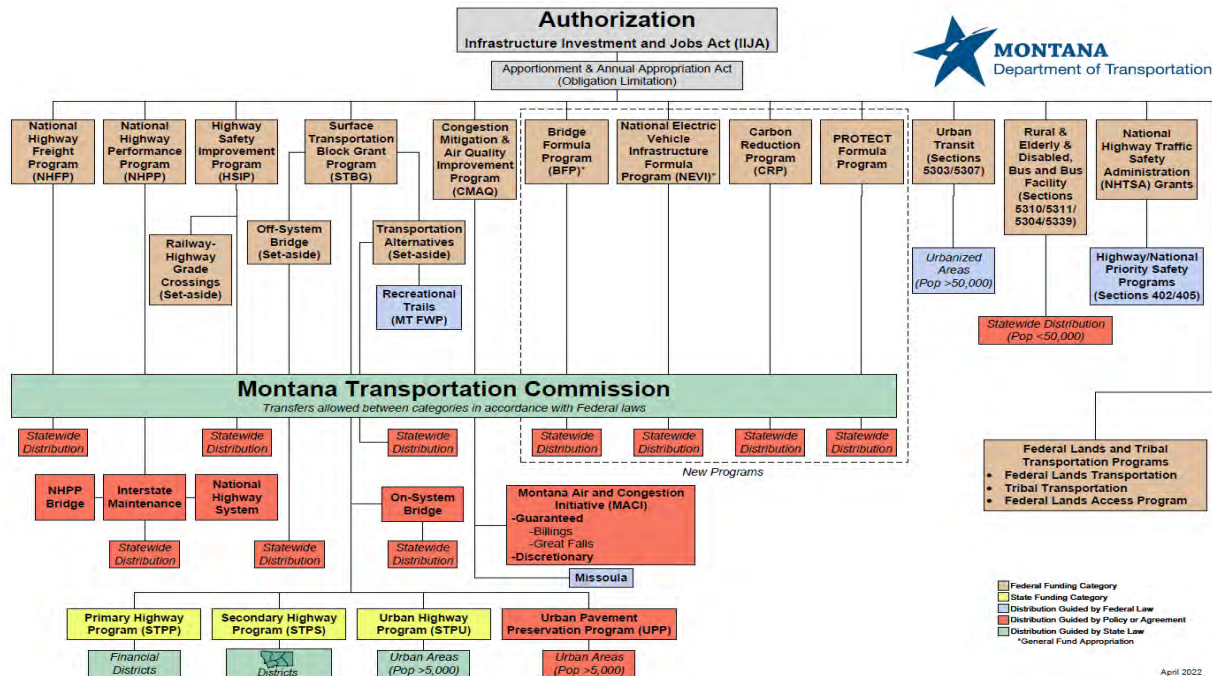 Authorization
Infrastructure Investment and Jobs Act (IIJA)
MONTANA
Department of Transportation
Apportionment & Annual Appropriation Act
(Obligation Limitation)
National
Highway
Freight
Program
(NHFP)
National
Highway
Performance
Program
(NHPP)
Highway
Safety
Improvement
Program
(HSIP)
Surface
Transportation
Block Grant
Program
(STBG)
Congestion
Mitigation &
Air Quality
Improvement
Program
(CMAQ)
Bridge
Formula
Program
(BFP)*
National Electric
Vehicle
Infrastructure
Formula
Program (NEVI)*
Carbon
Reduction
Program
(CRP)
PROTECT
Formula
Program
Urban
Transit
(Sections
5303/5307)
Rural &
Elderly &
Disabled,
Bus and Bus
Facility
(Sections
5310/5311/
5304/5339)
National
Highway Traffic
Safety
Administration
(NHTSA) Grants
Railway-
Highway
Grade
Crossings
(Set-aside)
Off-System
Bridge
(Set-aside)
Transportation
Alternatives
(Set-aside)
Recreational
Trails
(MT FWP)
Urbanized
Areas
(Pop >50,000)
Highway/National
Priority Safety
Programs
(Sections 402/405)
Statewide Distribution
(Pop <50,000)
Montana Transportation Commission
Transfers allowed between categories in accordance with Federal laws
Statewide
Distribution
Statewide
Distribution
Statewide
Distribution
Statewide
Distribution
Statewide
Distribution
Statewide
Distribution
Statewide
Distribution
New Programs
Federal Lands and Tribal
Transportation Programs
• Federal Lands Transportation
• Tribal Transportation
• Federal Lands Access Program
NHPP
Bridge
Interstate
Maintenance
National
Highway
System
On-System
Bridge
Montana Air and Congestion
Initiative (MACI)
-Guaranteed
-Billings
-Great Falls
-Discretionary
Statewide
Distribution
Statewide
Distribution
Statewide
Distribution
Missoula
Primary Highway
Program (STPP)
Secondary Highway
Program (STPS)
Urban Highway
Program (STPU)
Urban Pavement
Preservation Program (UPP)
Financial
Districts
Districts
Urban Areas
(Pop >5,000)
Urban Areas
(Pop >5,000)
Federal Funding Category
State Funding Category
Distribution Guided by Federal Law
Distribution Guided by Policy or Agreement
Distribution Guided by State Law
*General Fund Appropriation
April 2022